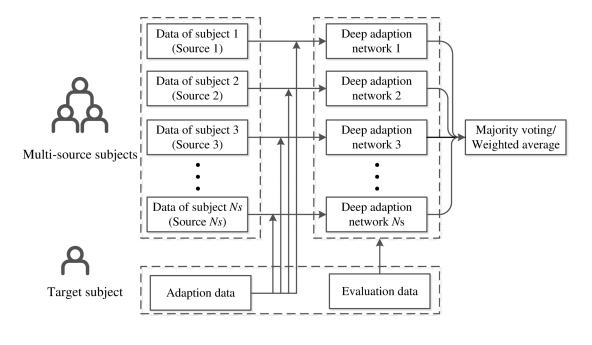 Data of subject 1
(Source 1)
Deep adaption
network 1
Data of subject 2
(Source 2)
Deep adaption
network 2
Multi-source subjects
Data of subject 3
(Source 3)
Deep adaption
network 3
Majority voting/
Weighted average
Data of subject Ns
(Source Ns)
Deep adaption
network Ns
Target subject
Adaption data
Evaluation data